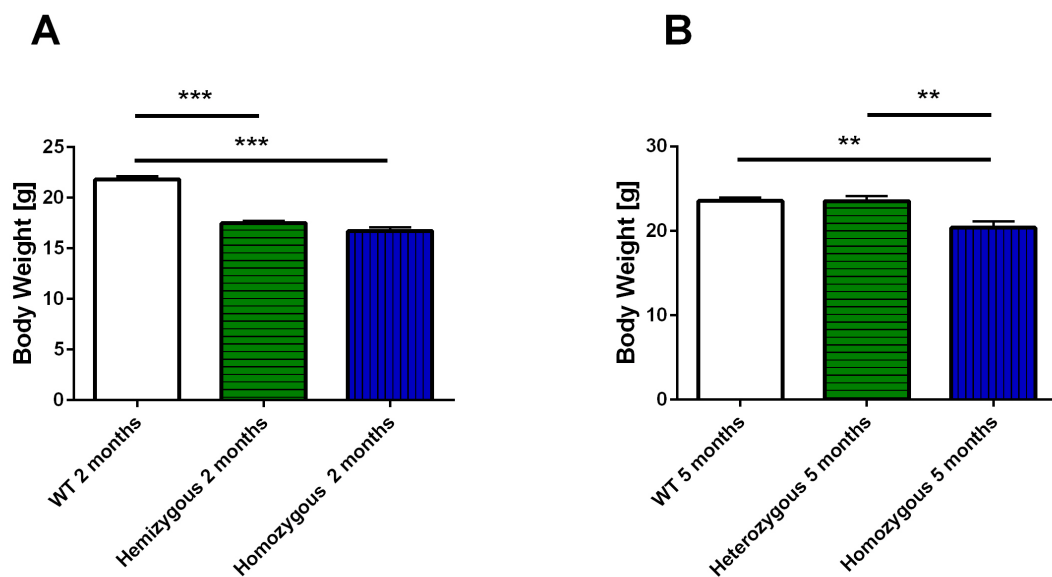 A
***
***
25
20
15
10
5
0
Body Weight [g]
WT 2 months
Hemizygous 2 months
Homozygous 2 months
B
**
**
30
20
10
0
Body Weight [g]
WT 5 months
Heterozygous 5 months
Homozygous 5 months